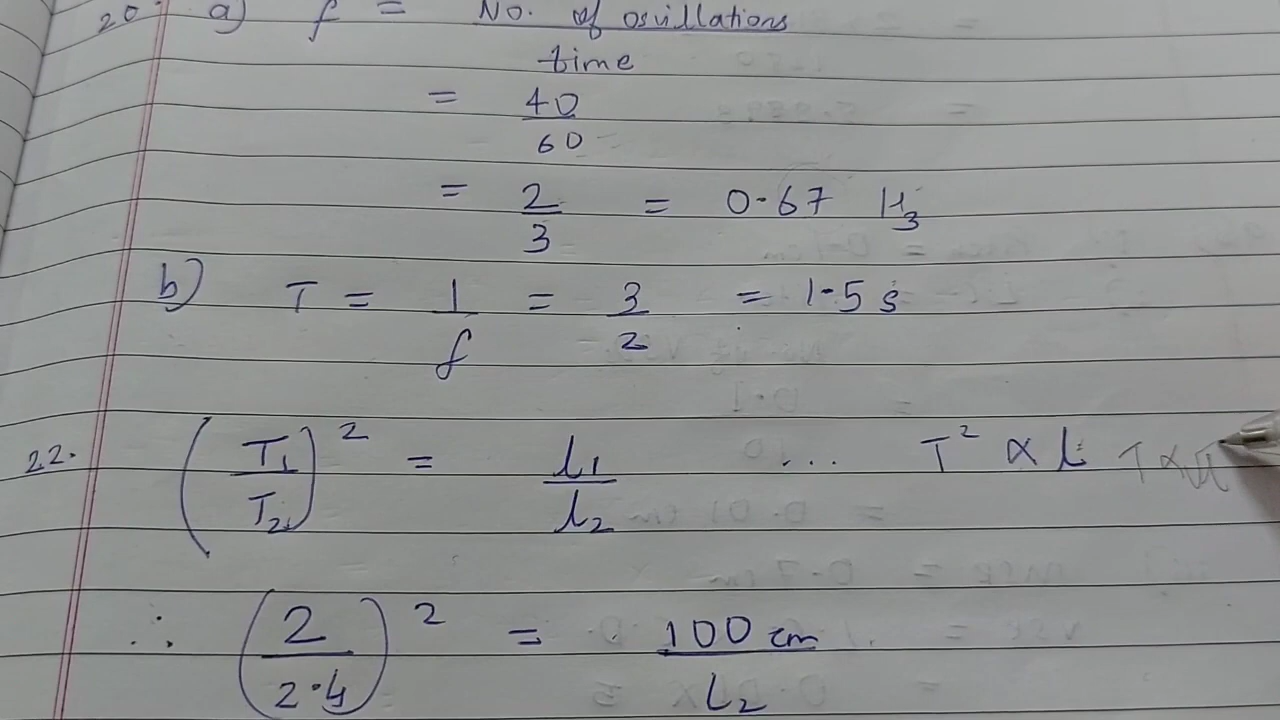 20. a) f = No. of oscillations
time
= 40
60
= 2 = 0.67 Hz
3
b) T = 1 = 3 = 1.5 s
f 2
22. (T1)² = l1 ... T² ∝ L T ∝ √l
T2 l2
∴ (2)² = 100 cm
2.4 L2